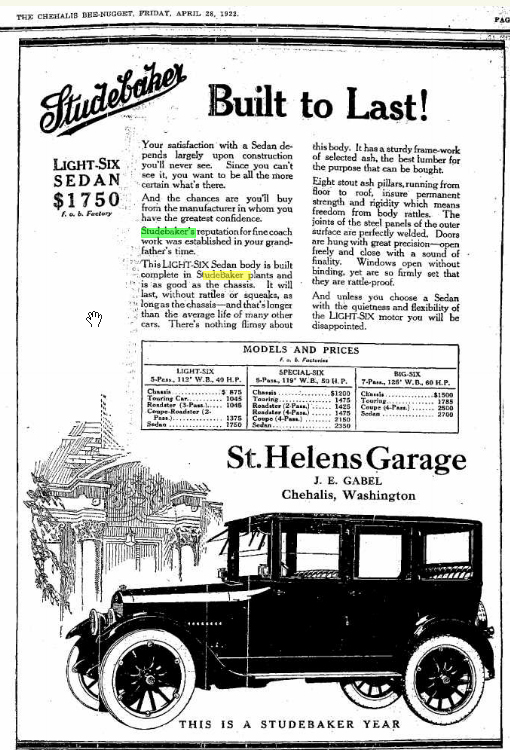 THE CHEHALIS BEE-NUGGET, FRIDAY, APRIL 28, 1922.
PAG
Studebaker
Built to Last!
LIGHT-SIX
SEDAN
$1750
f. o. b. Factory
Your satisfaction with a Sedan de-
pends largely upon construction
you'll never see. Since you can't
see it, you want to be all the more
certain what's there.
And the chances are you'll buy
from the manufacturer in whom you
have the greatest confidence.
Studebaker's reputation for fine coach
work was established in your grand-
father's time.
This LIGHT-SIX Sedan body is built
complete in Studebaker plants and
is as good as the chassis. It will
last, without rattles or squeaks, as
long as the chassis—and that's longer
than the average life of many other
cars. There's nothing flimsy about
this body. It has a sturdy frame-work
of selected ash, the best lumber for
the purpose that can be bought.
Eight stout ash pillars, running from
floor to roof, insure permanent
strength and rigidity which means
freedom from body rattles. The
joints of the steel panels of the outer
surface are perfectly welded. Doors
are hung with great precision—open
freely and close with a sound of
finality. Windows open without
binding, yet are so firmly set that
they are rattle-proof.
And unless you choose a Sedan
with the quietness and flexibility of
the LIGHT-SIX motor you will be
disappointed.
MODELS AND PRICES
f. o. b. Factories
LIGHT-SIX
5-Pass., 112" W. B., 40 H. P.
Chassis $ 875
Touring Car 1045
Roadster (3-Pass.) 1045
Coupe-Roadster (2-
Pass.) 1375
Sedan 1750
SPECIAL-SIX
5-Pass., 119" W. B., 50 H. P.
Chassis $1200
Touring 1475
Roadster (2-Pass.) 1425
Roadster (4-Pass.) 1475
Coupe (4-Pass.) 2150
Sedan 2350
BIG-SIX
7-Pass., 126" W. B., 60 H. P.
Chassis $1500
Touring 1785
Coupe (4-Pass.) 2500
Sedan 2700
St. Helens Garage
J. E. GABEL
Chehalis, Washington
THIS IS A STUDEBAKER YEAR